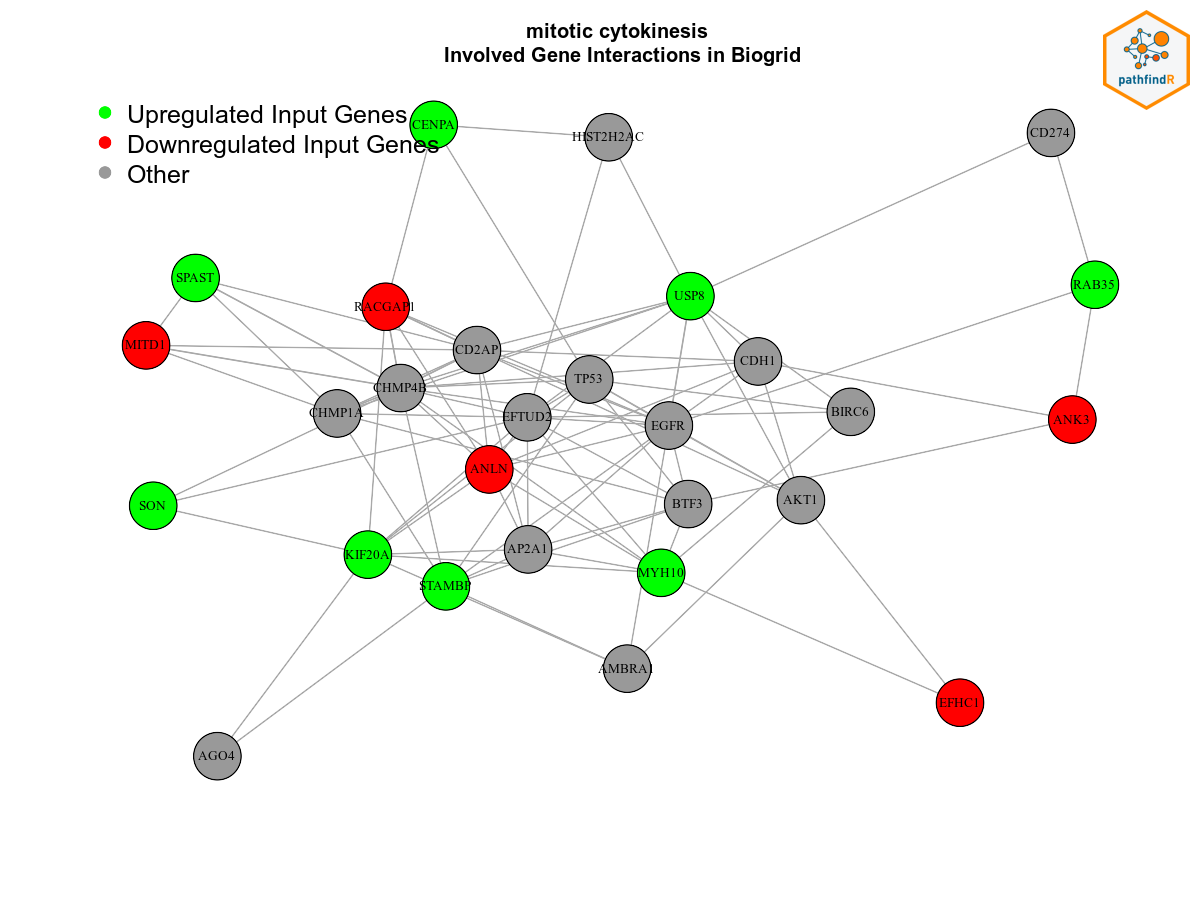 mitotic cytokinesis
Involved Gene Interactions in Biogrid
pathfindR
Upregulated Input Genes
Downregulated Input Genes
Other
CENPA
HIST2H2AC
CD274
SPAST
RAB35
USP8
RACGAP1
MITD1
CD2AP
CDH1
TP53
CHMP4B
CHMP1A
EFTUD2
BIRC6
ANK3
EGFR
ANLN
SON
BTF3
AKT1
AP2A1
KIF20A
MYH10
STAMBP
AMBRA1
EFHC1
AGO4